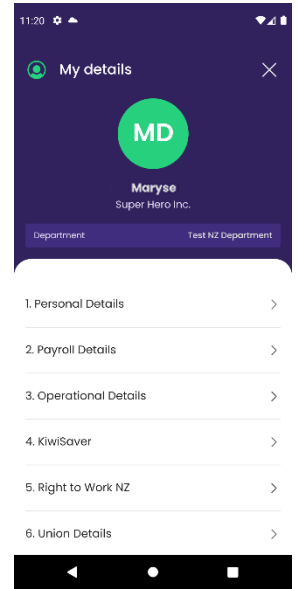 11:20
My details
MD
Maryse
Super Hero Inc.
Department Test NZ Department
1. Personal Details
2. Payroll Details
3. Operational Details
4. KiwiSaver
5. Right to Work NZ
6. Union Details